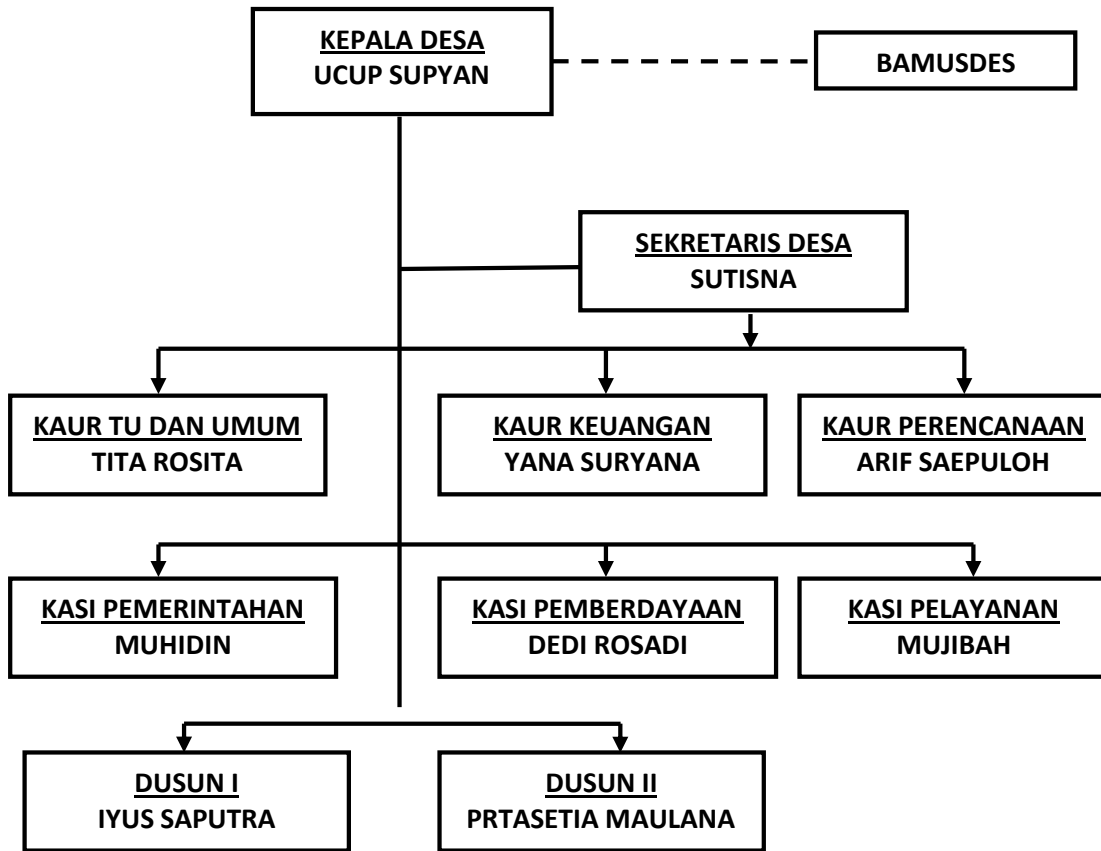 KEPALA DESA
UCUP SUPYAN
BAMUSDES
SEKRETARIS DESA
SUTISNA
KAUR TU DAN UMUM
TITA ROSITA
KAUR KEUANGAN
YANA SURYANA
KAUR PERENCANAAN
ARIF SAEPULOH
KASI PEMERINTAHAN
MUHIDIN
KASI PEMBERDAYAAN
DEDI ROSADI
KASI PELAYANAN
MUJIBAH
DUSUN I
IYUS SAPUTRA
DUSUN II
PRTASETIA MAULANA